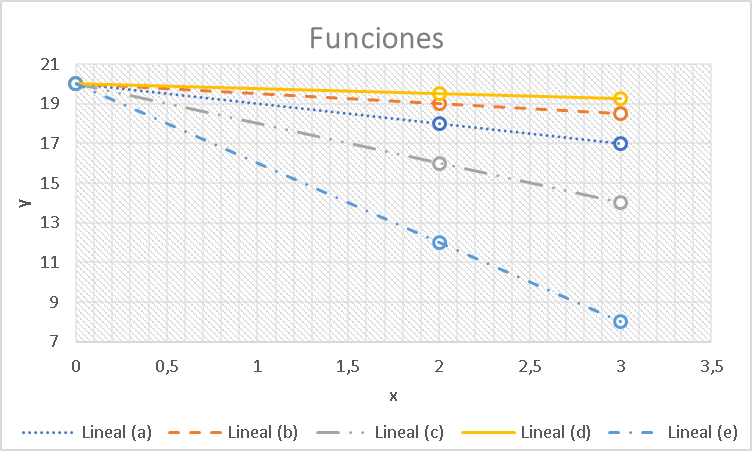 Funciones
21
19
17
15
13
11
9
7
y
0 0,5 1 1,5 2 2,5 3 3,5
x
Lineal (a) Lineal (b) Lineal (c) Lineal (d) Lineal (e)